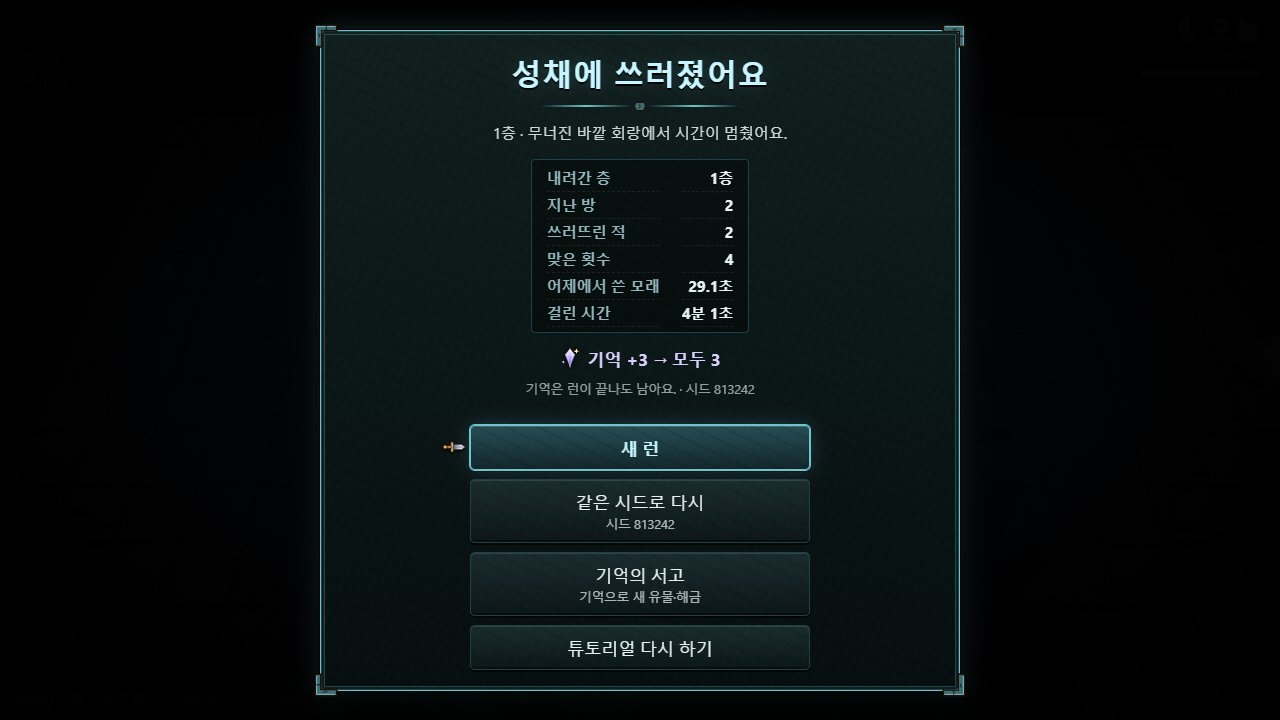 성채에 쓰러졌어요
1층 · 무너진 바깥 회랑에서 시간이 멈췄어요.
내려간 층 1층
지난 방 2
쓰러뜨린 적 2
맞은 횟수 4
어제에서 쓴 모래 29.1초
걸린 시간 4분 1초
기억 +3 → 모두 3
기억은 런이 끝나도 남아요. · 시드 813242
새 런
같은 시드로 다시
시드 813242
기억의 서고
기억으로 새 유물·해금
튜토리얼 다시 하기